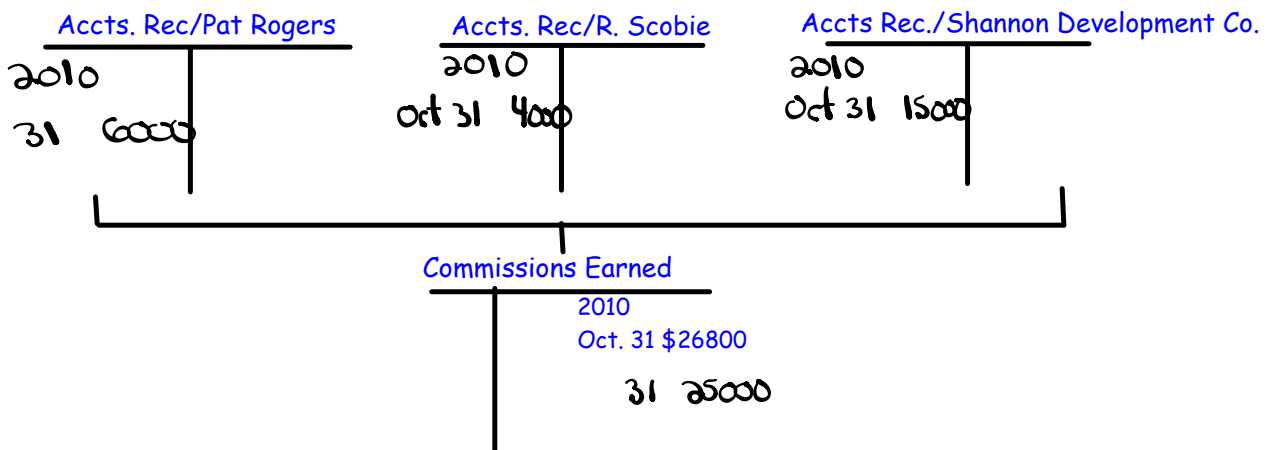 Accts. Rec/Pat Rogers
2010
31 6000
Accts. Rec/R. Scobie
2010
Oct 31 4000
Accts Rec./Shannon Development Co.
2010
Oct 31 15000
Commissions Earned
2010
Oct. 31 $26800
31 25000